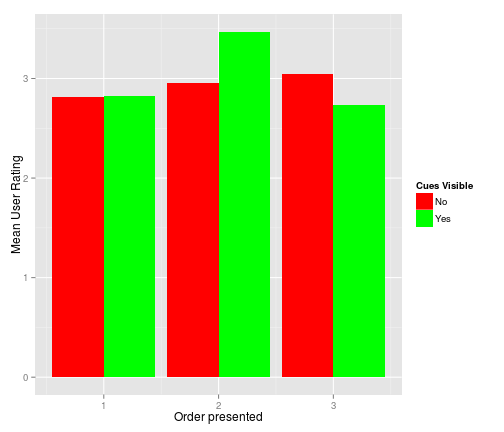 Mean User Rating
3
2
1
0
1 2 3
Order presented
Cues Visible
No
Yes